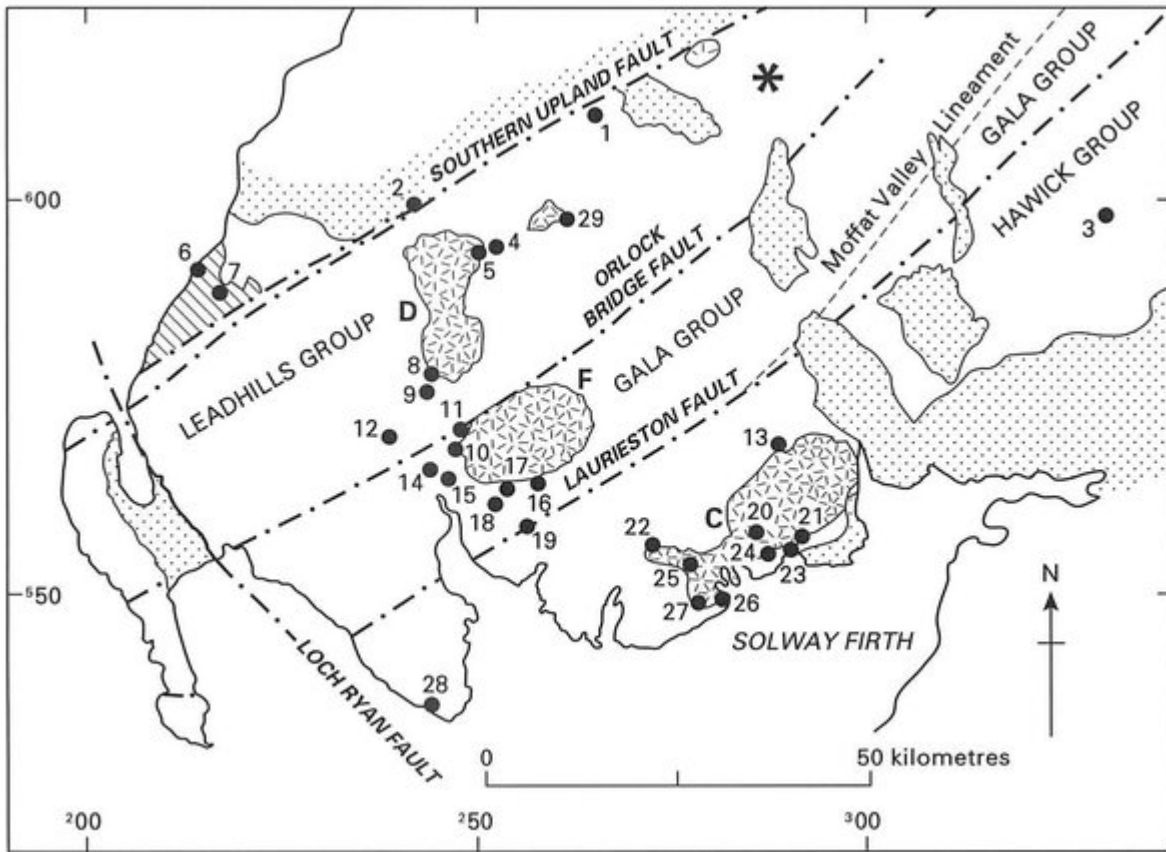 SOUTHERN UPLAND FAULT
*
1
Moffat Valley Lineament
GALA GROUP
HAWICK GROUP
⁶00
2
3
6
7
29
4
5
ORLOCK
BRIDGE FAULT
D
LEADHILLS GROUP
GALA GROUP
8
9
F
LAURIESTON FAULT
11
12
10
13
14
15
17
16
18
19
C
20
21
22
24
23
25
⁵50
27
26
N
SOLWAY FIRTH
28
LOCH RYAN FAULT
0
50 kilometres
²00
²50
³00